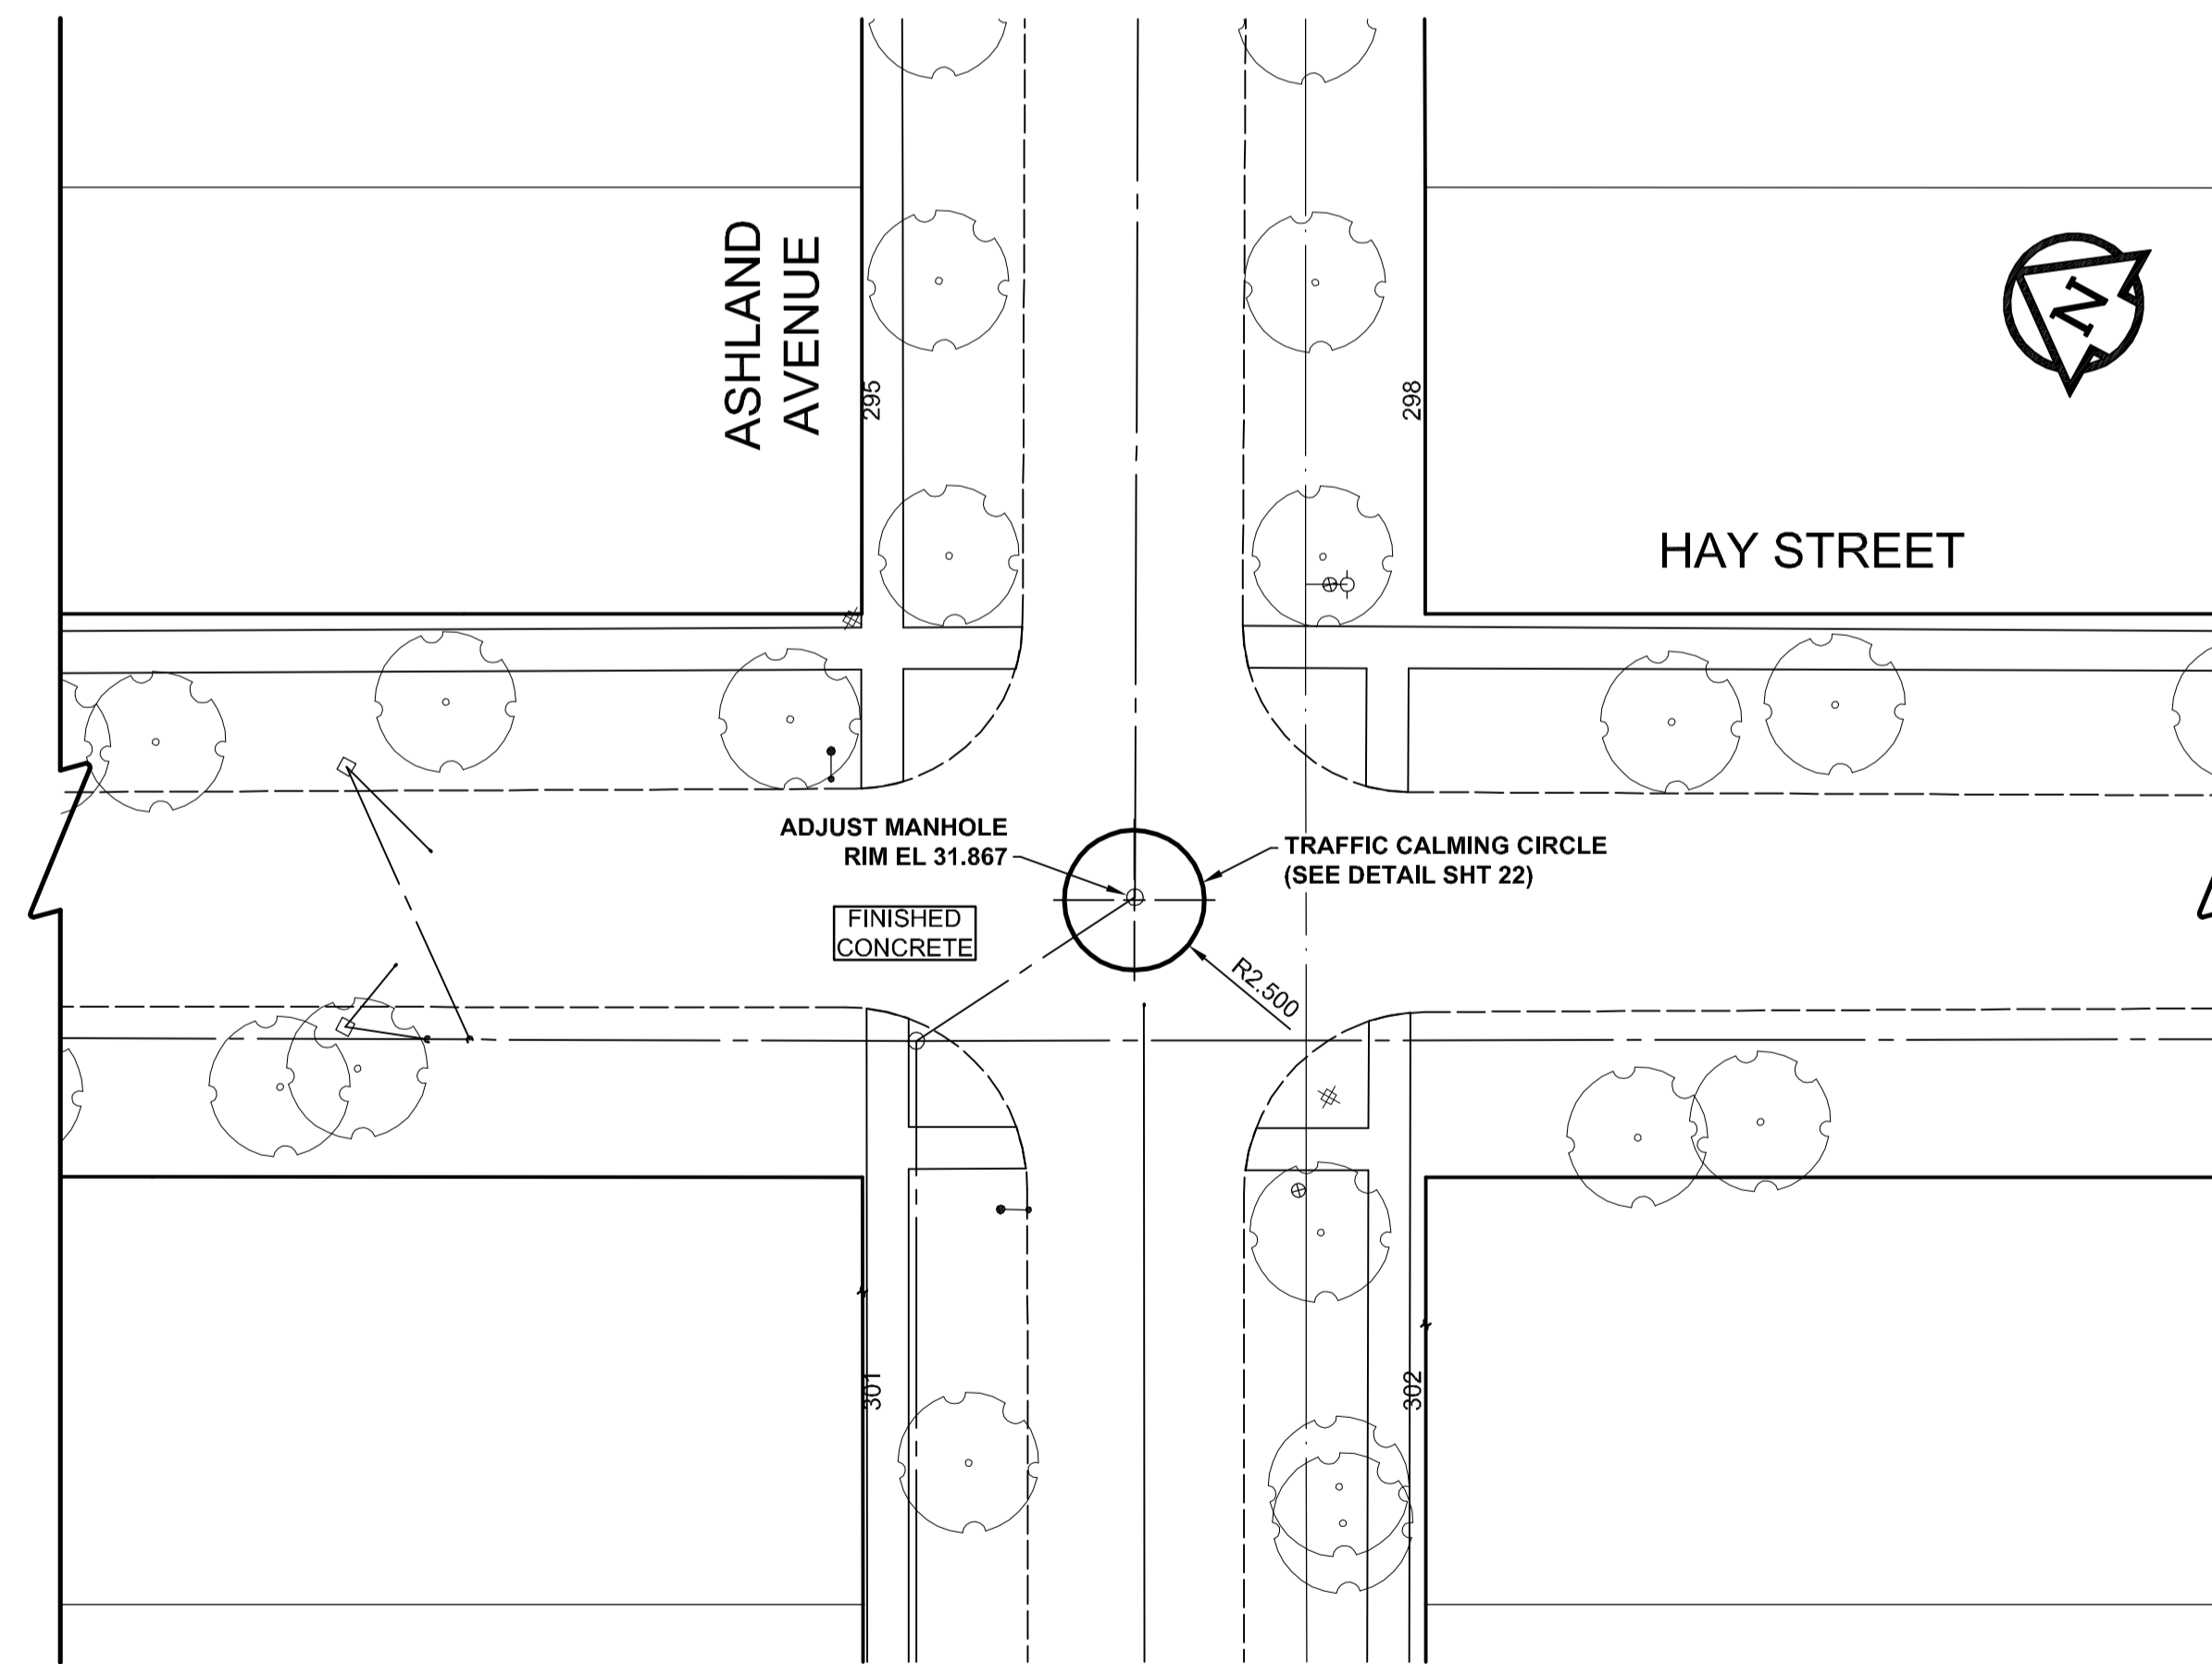 ASHLAND
AVENUE
295
298
N
HAY STREET
ADJUST MANHOLE
RIM EL 31.867
TRAFFIC CALMING CIRCLE
(SEE DETAIL SHT 22)
FINISHED
CONCRETE
R2.500
301
302